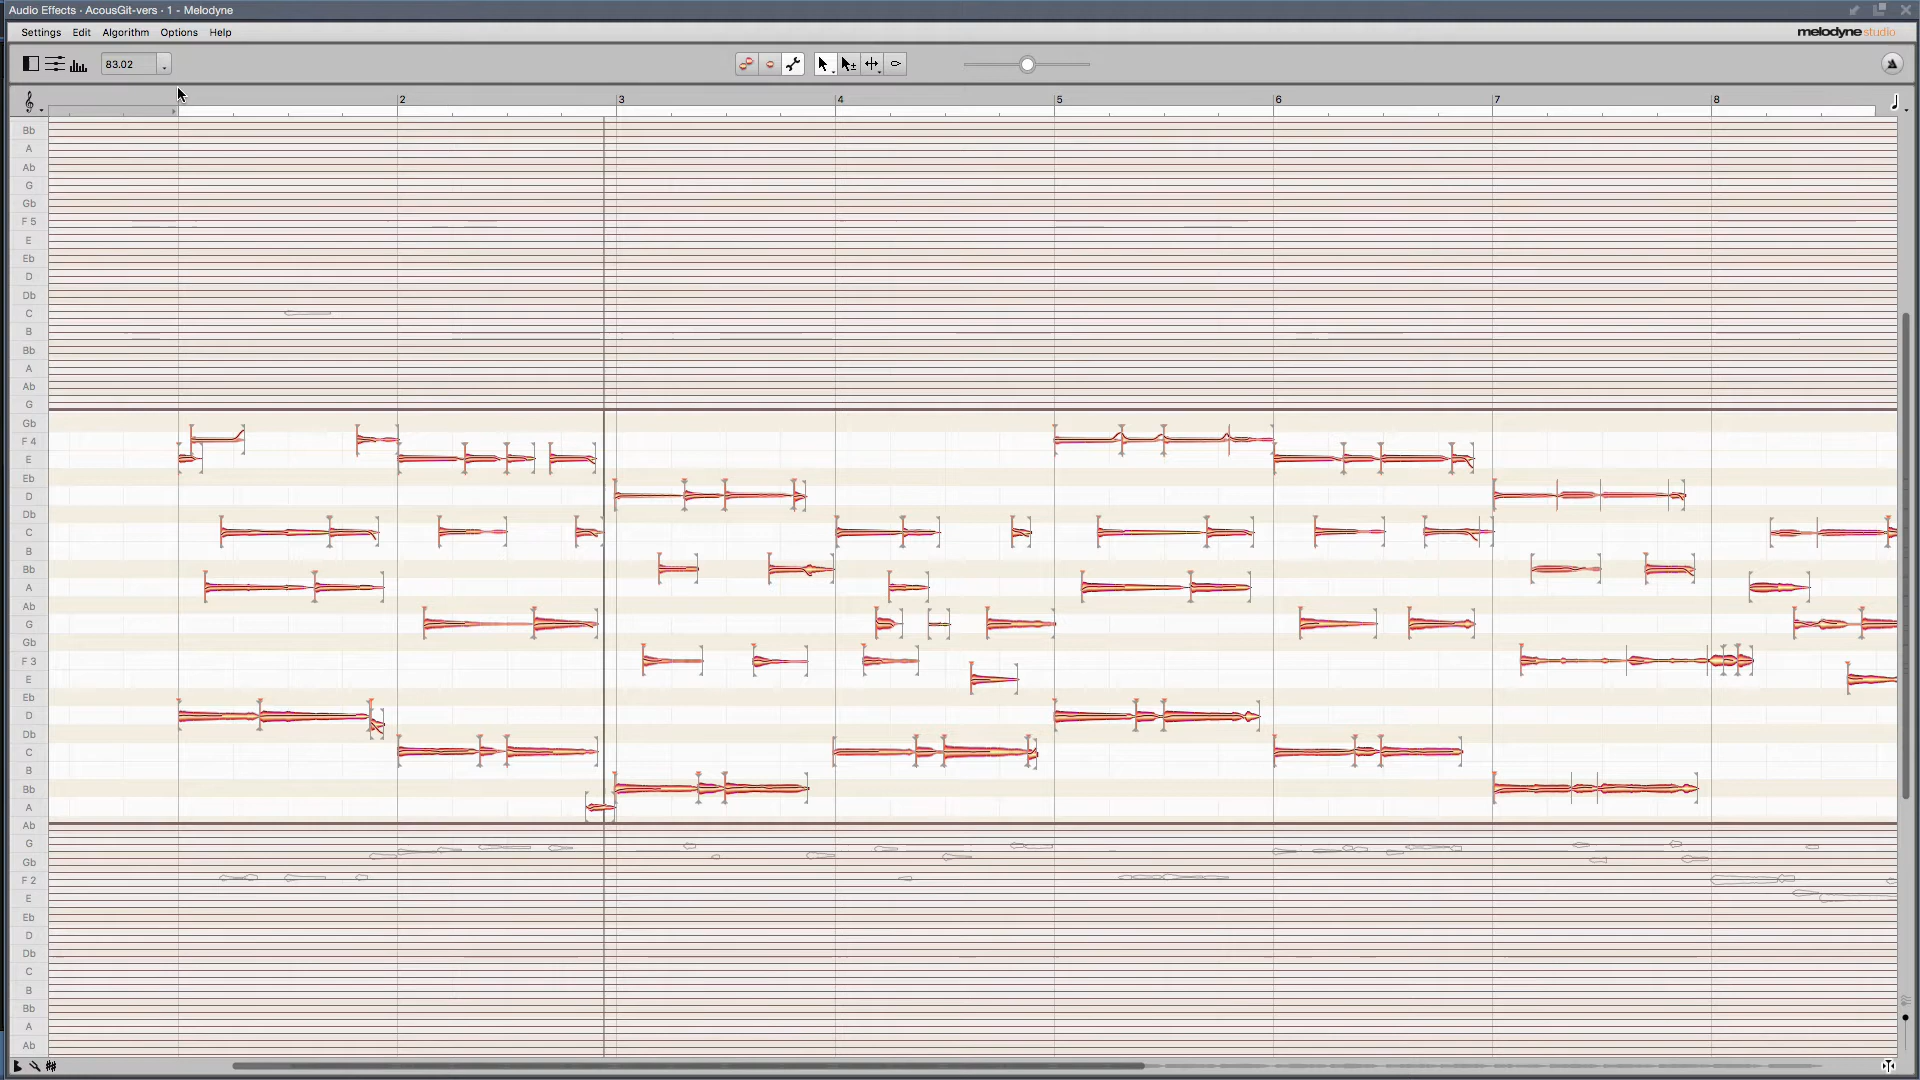 Audio Effects · AcousGit-vers · 1 - Melodyne
Settings Edit Algorithm Options Help
melodyne studio
83.02
2 3 4 5 6 7 8
Bb
A
Ab
G
Gb
F 5
E
Eb
D
Db
C
B
Bb
A
Ab
G
Gb
F 4
E
Eb
D
Db
C
B
Bb
A
Ab
G
Gb
F 3
E
Eb
D
Db
C
B
Bb
A
Ab
G
Gb
F 2
E
Eb
D
Db
C
B
Bb
A
Ab